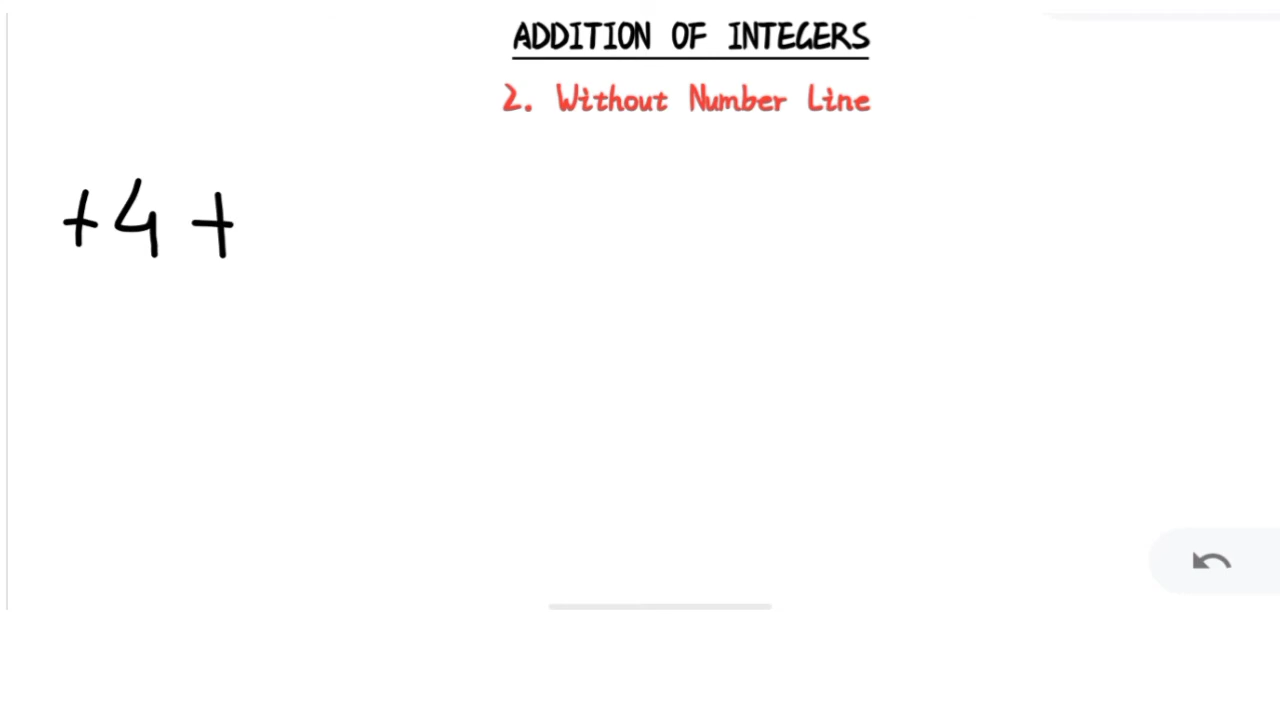 ADDITION OF INTEGERS
2. Without Number Line
+4 +